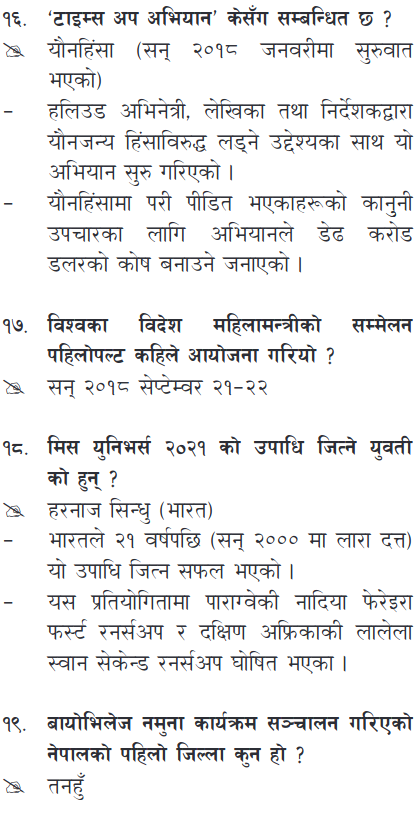 १६. 'टाइम्स अप अभियान' केसँग सम्बन्धित छ ?
यौनहिंसा (सन् २०१८ जनवरीमा सुरुवात
भएको)
– हलिउड अभिनेत्री, लेखिका तथा निर्देशकद्वारा
यौनजन्य हिंसाविरुद्ध लड्ने उद्देश्यका साथ यो
अभियान सुरु गरिएको ।
– यौनहिंसामा परी पीडित भएकाहरूको कानुनी
उपचारका लागि अभियानले डेढ करोड
डलरको कोष बनाउने जनाएको ।
१७. विश्वका विदेश महिलामन्त्रीको सम्मेलन
पहिलोपल्ट कहिले आयोजना गरियो ?
सन् २०१८ सेप्टेम्वर २१-२२
१८. मिस युनिभर्स २०२१ को उपाधि जित्ने युवती
को हुन् ?
हरनाज सिन्धु (भारत)
– भारतले २१ वर्षपछि (सन् २००० मा लारा दत्त)
यो उपाधि जित्न सफल भएको ।
– यस प्रतियोगितामा पाराग्वेकी नादिया फेरेइरा
फर्स्ट रनर्सअप र दक्षिण अफ्रिकाकी लालेला
स्वान सेकेन्ड रनर्सअप घोषित भएका ।
१९. बायोभिलेज नमुना कार्यक्रम सञ्चालन गरिएको
नेपालको पहिलो जिल्ला कुन हो ?
तनहुँ